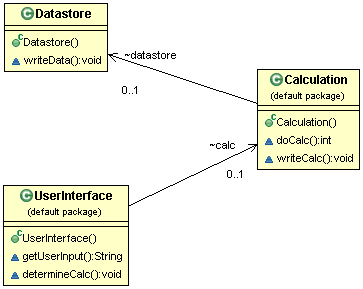 Datastore
Datastore()
writeData():void
~datastore
0..1
Calculation
(default package)
Calculation()
doCalc():int
writeCalc():void
~calc
0..1
UserInterface
(default package)
UserInterface()
getUserInput():String
determineCalc():void